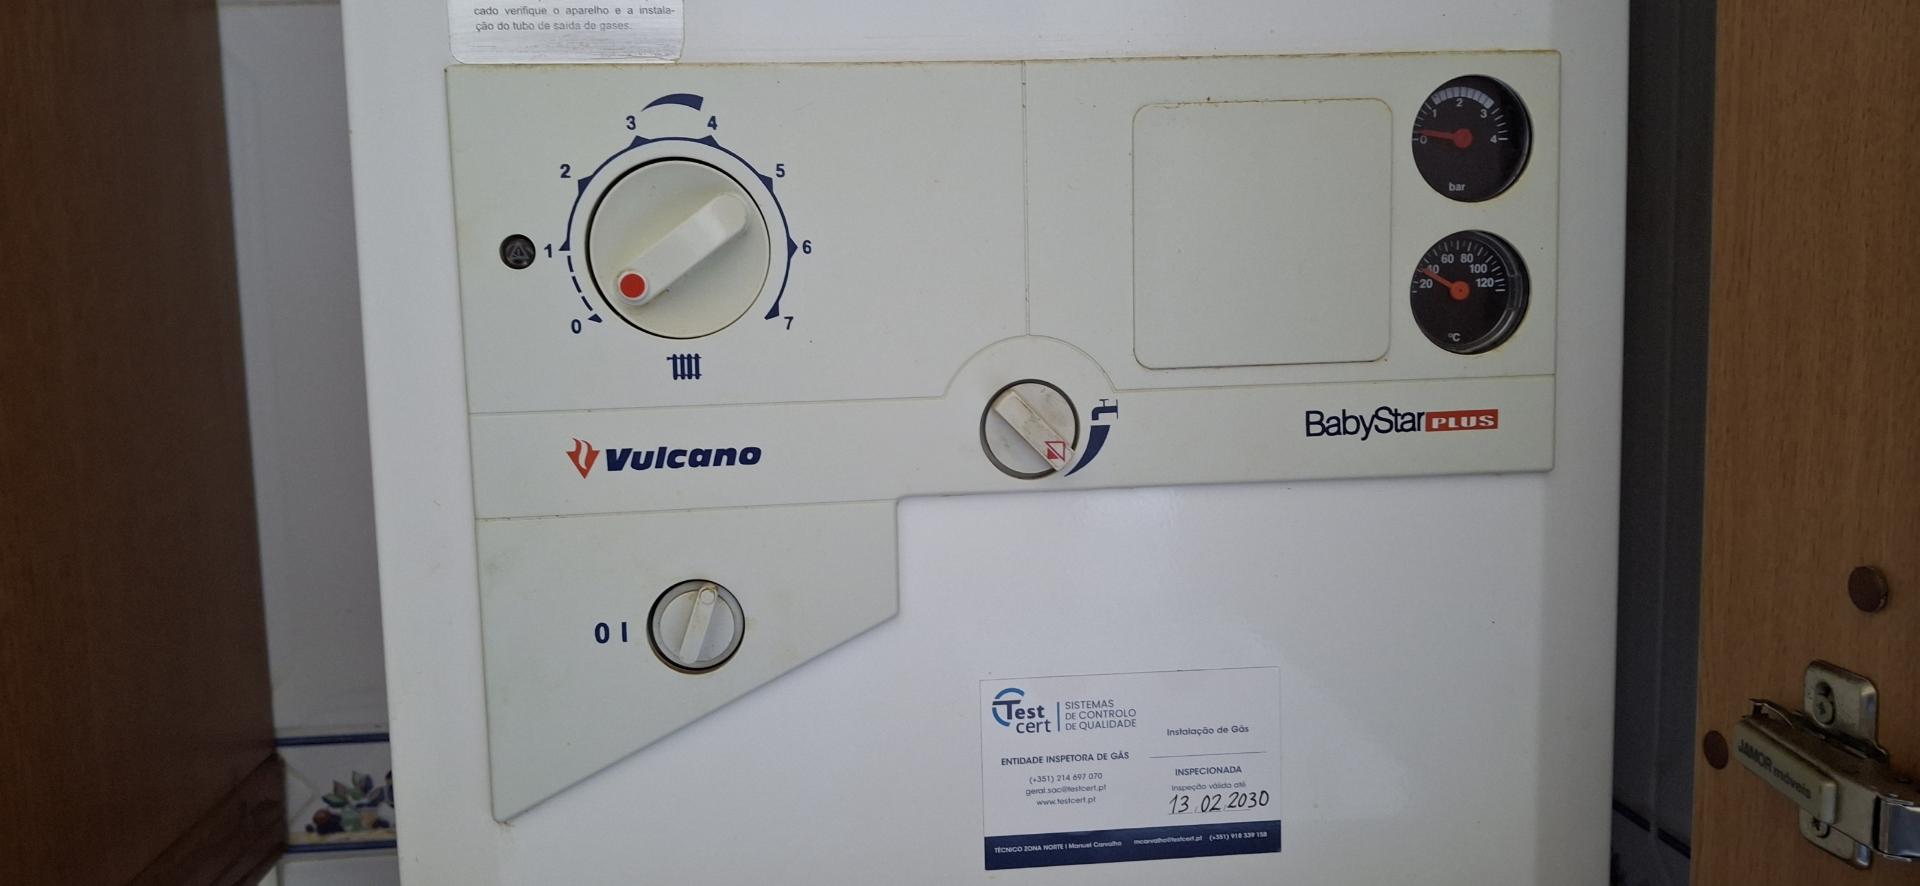 cado verifique o aparelho e a instala-
ção do tubo de saída de gases.
3 4
2 5
1 6
0 7
1 2 3
0 4
bar
60 80
40 100
20 120
°C
Vulcano
BabyStar PLUS
0 I
Test cert
SISTEMAS
DE CONTROLO
DE QUALIDADE
ENTIDADE INSPETORA DE GÁS
(+351) 214 697 070
geral.sac@testcert.pt
www.testcert.pt
Instalação de Gás
INSPECIONADA
Inspeção válida até
13.02.2030
TÉCNICO ZONA NORTE | Manuel Carvalho mcarvalho@testcert.pt (+351) 918 339 158
JAMOR móveis